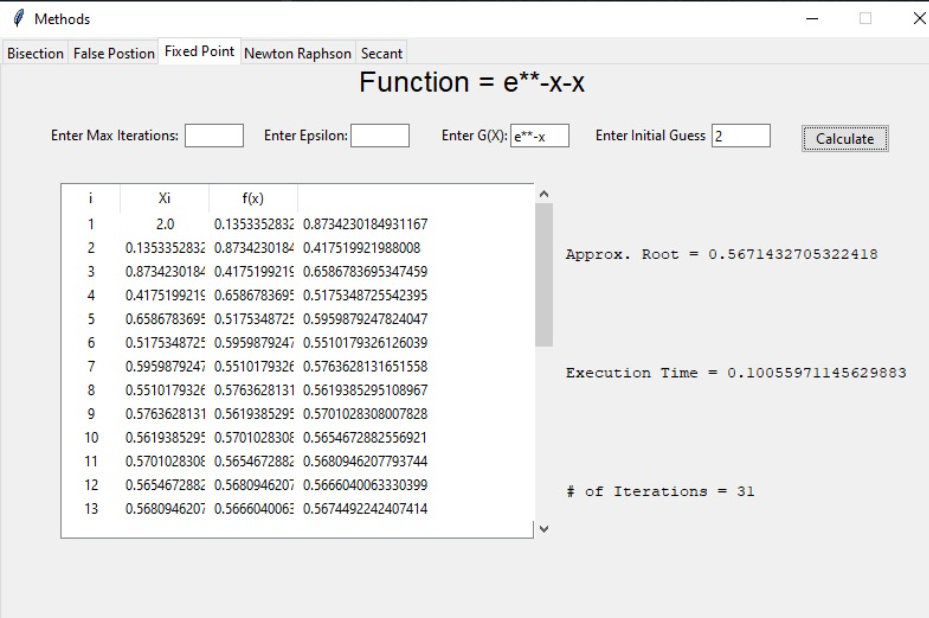 Methods
Bisection False Postion Fixed Point Newton Raphson Secant
Function = e**-x-x
Enter Max Iterations: Enter Epsilon: Enter G(X): e**-x Enter Initial Guess 2 Calculate
i Xi f(x)
1 2.0 0.1353352832 0.8734230184931167
2 0.1353352832 0.8734230184 0.417519921988008
3 0.8734230184 0.4175199219 0.6586783695347459
4 0.4175199219 0.6586783695 0.5175348725542395
5 0.6586783695 0.5175348725 0.5959879247824047
6 0.5175348725 0.5959879247 0.5510179326126039
7 0.5959879247 0.5510179326 0.5763628131651558
8 0.5510179326 0.5763628131 0.5619385295108967
9 0.5763628131 0.5619385295 0.5701028308007828
10 0.5619385295 0.5701028308 0.5654672882556921
11 0.5701028308 0.5654672882 0.5680946207793744
12 0.5654672882 0.5680946207 0.5666040063330399
13 0.5680946207 0.5666040063 0.5674492242407414
Approx. Root = 0.5671432705322418
Execution Time = 0.10055971145629883
# of Iterations = 31